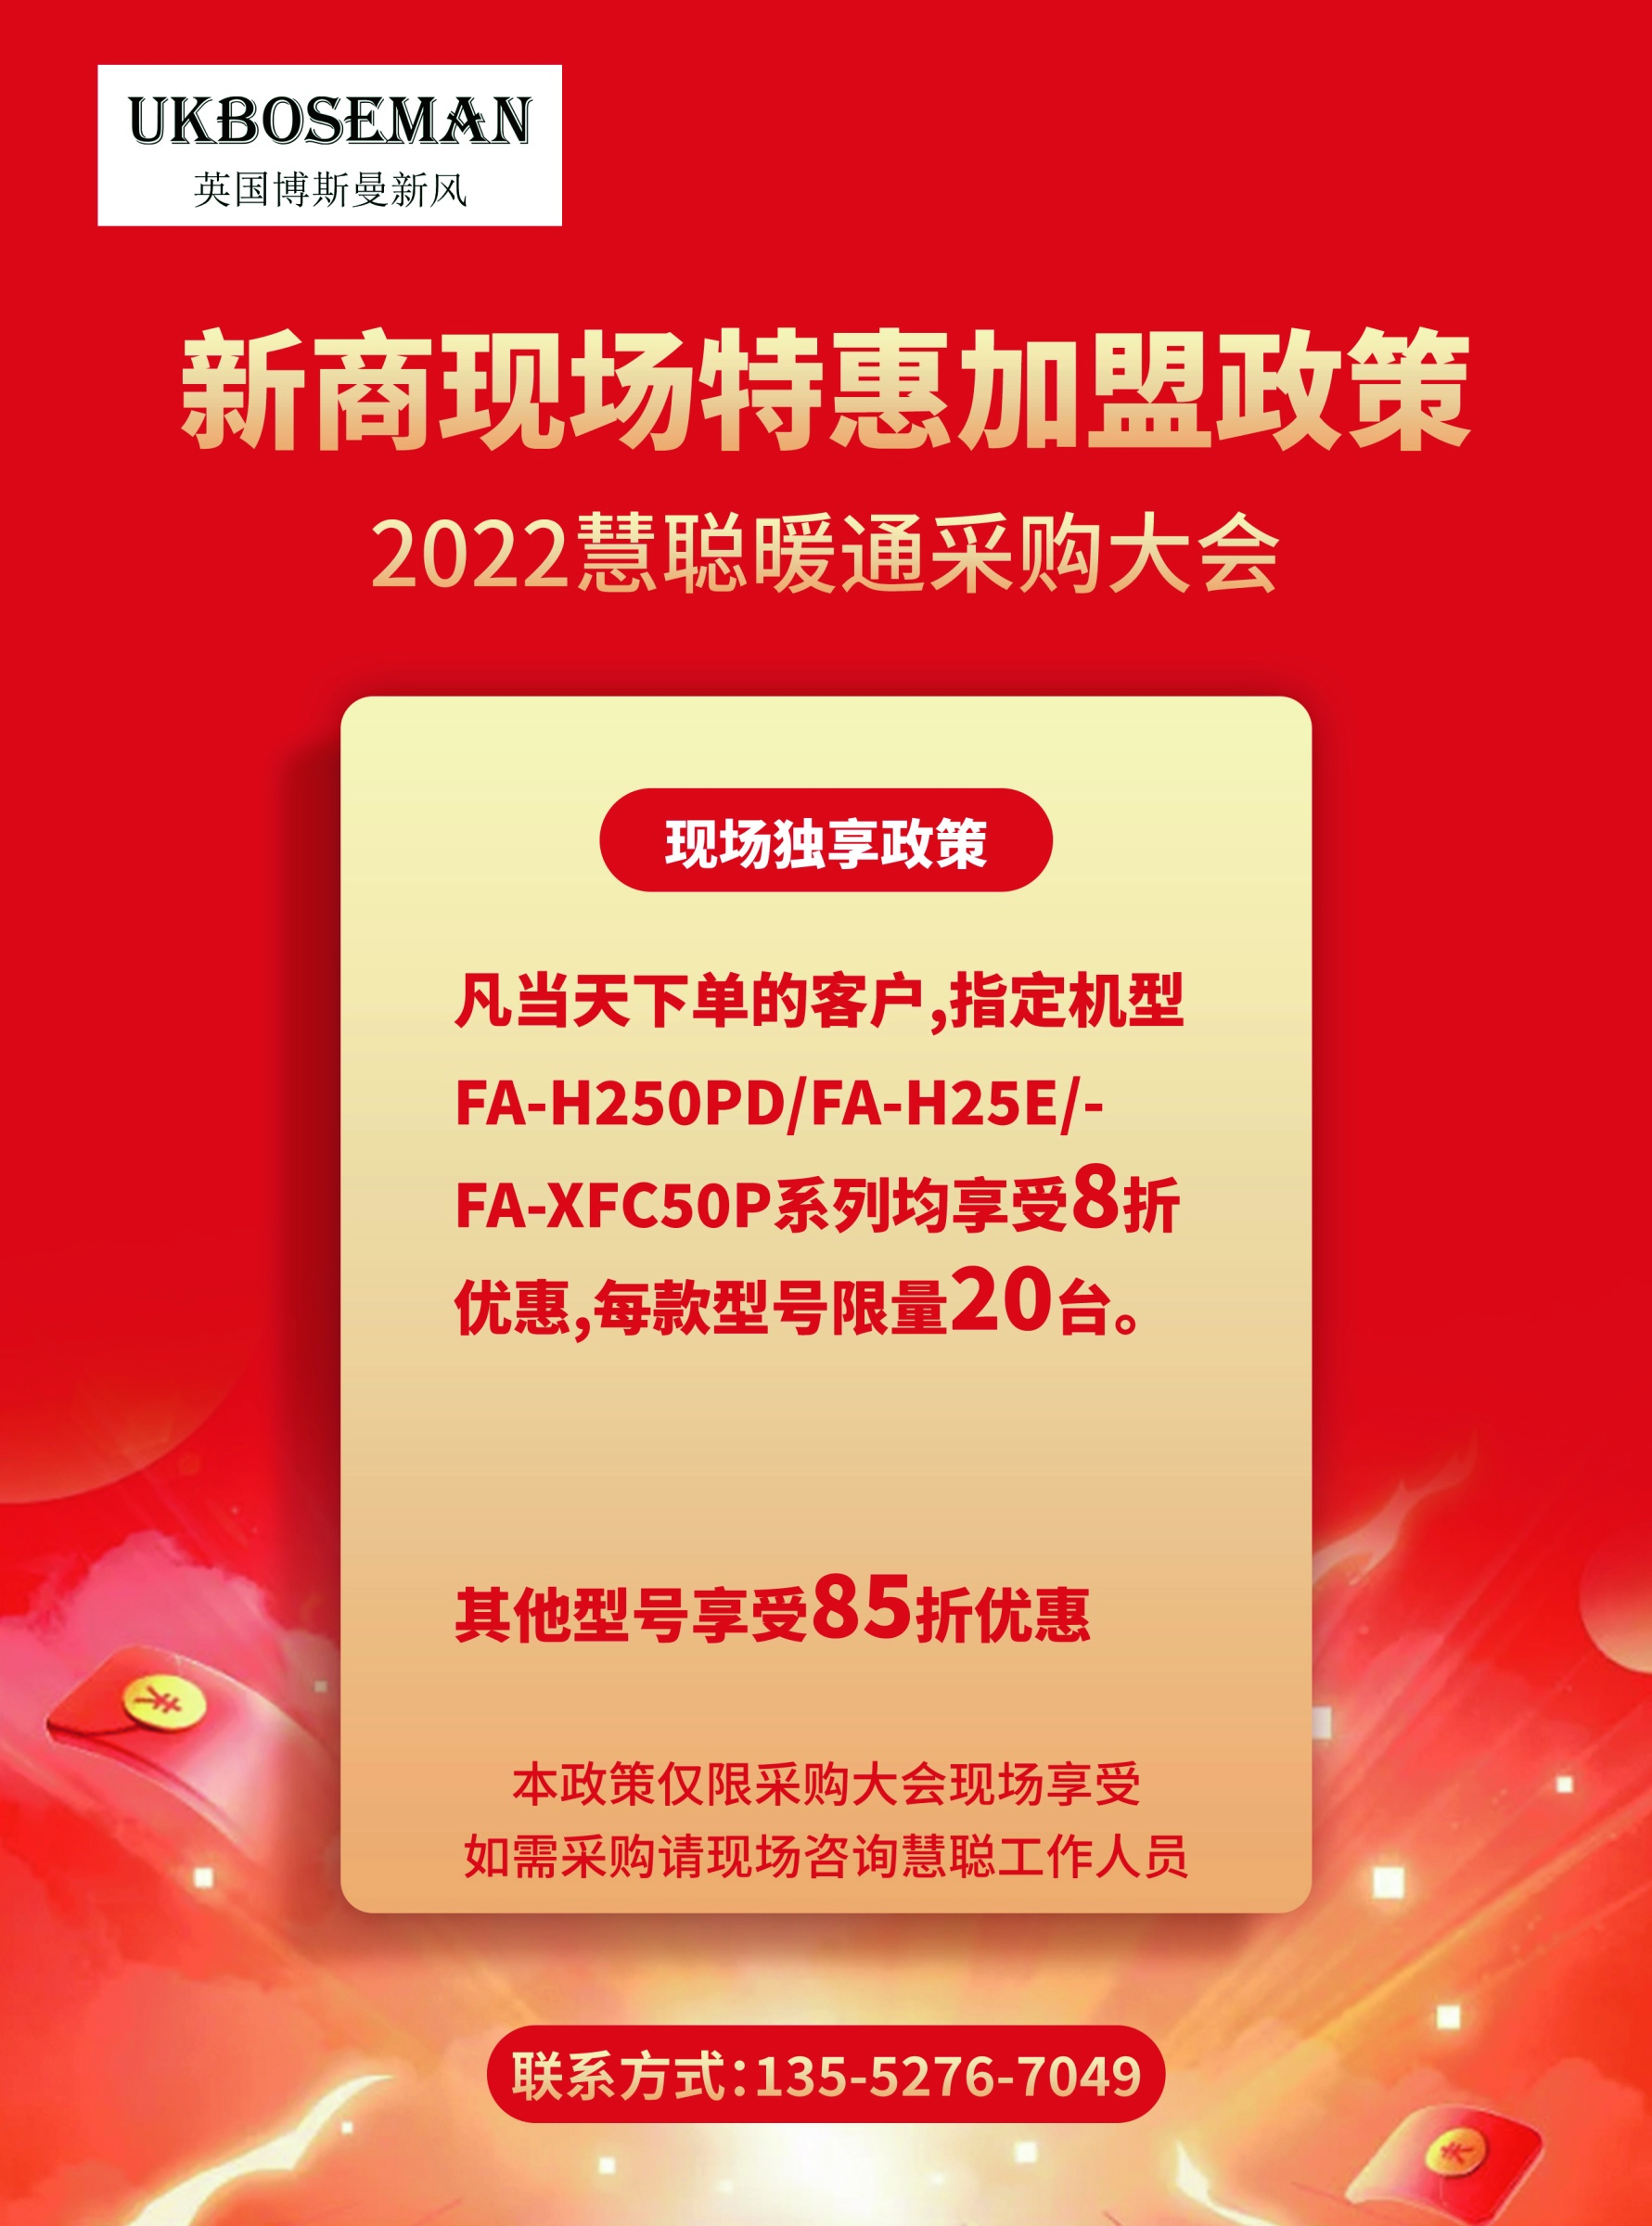 UKBOSEMAN
英国博斯曼新风
新商现场特惠加盟政策
2022慧聪暖通采购大会
现场独享政策
凡当天下单的客户,指定机型
FA-H250PD/FA-H25E/-
FA-XFC50P系列均享受8折
优惠,每款型号限量20台。
其他型号享受85折优惠
本政策仅限采购大会现场享受
如需采购请现场咨询慧聪工作人员
联系方式:135-5276-7049